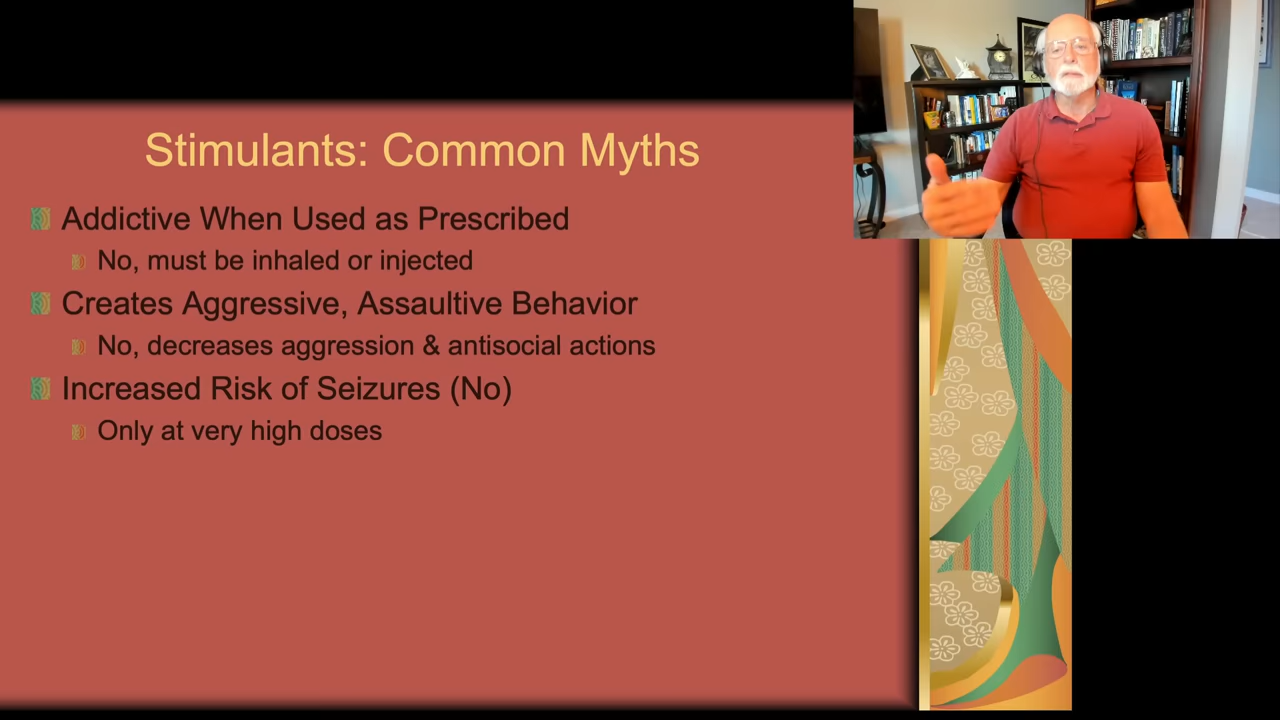 Stimulants: Common Myths
Addictive When Used as Prescribed
No, must be inhaled or injected
Creates Aggressive, Assaultive Behavior
No, decreases aggression & antisocial actions
Increased Risk of Seizures (No)
Only at very high doses